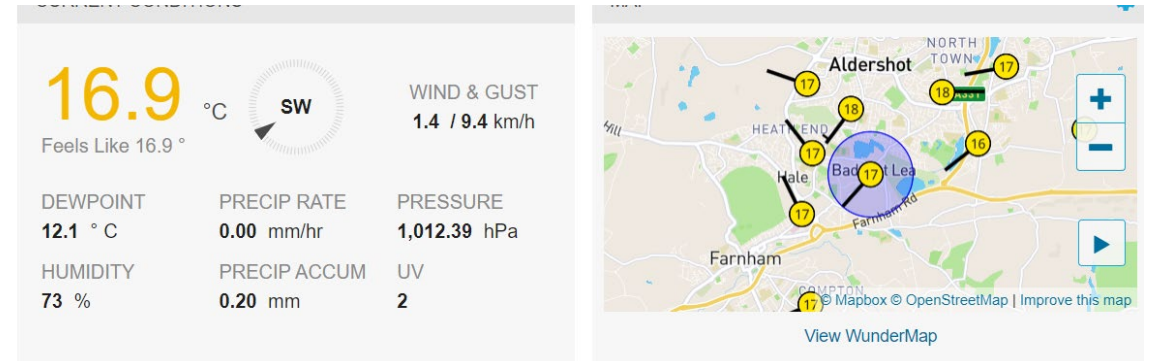 CURRENT CONDITIONS
16.9 °C
Feels Like 16.9 °
SW
WIND & GUST
1.4 / 9.4 km/h
DEWPOINT
12.1 ° C
PRECIP RATE
0.00 mm/hr
PRESSURE
1,012.39 hPa
HUMIDITY
73 %
PRECIP ACCUM
0.20 mm
UV
2
MAP
NORTH
TOWN
Aldershot
17
17
18
18
Hill
HEATH END
17
16
Hale
17
17
Farnham Rd
Farnham
COMPTON
17
+
−
© Mapbox © OpenStreetMap | Improve this map
View WunderMap